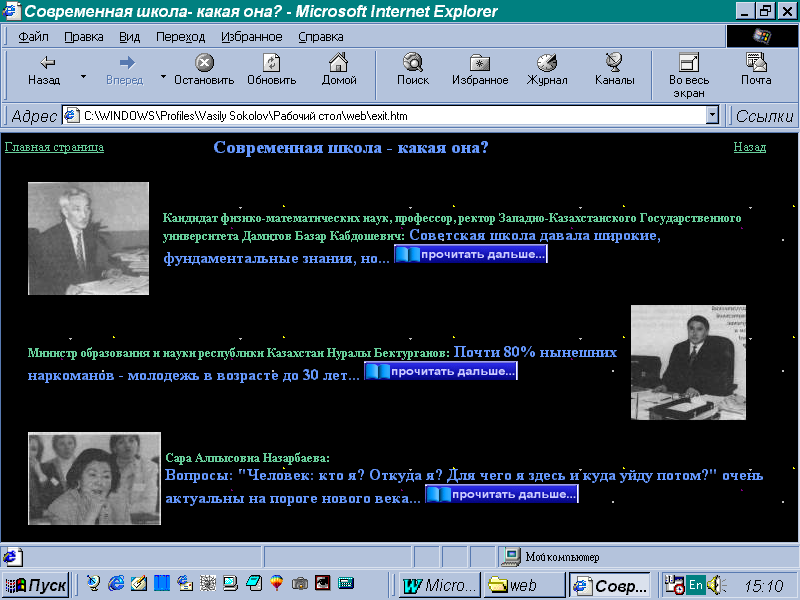 Современная школа- какая она? - Microsoft Internet Explorer
Файл Правка Вид Переход Избранное Справка
Назад Вперед Остановить Обновить Домой Поиск Избранное Журнал Каналы Во весь экран Почта
Адрес C:\WINDOWS\Profiles\Vasily Sokolov\Рабочий стол\web\exit.htm Ссылки
Главная страница Современная школа - какая она? Назад
Кандидат физико-математических наук, профессор, ректор Западно-Казахстанского Государственного
университета Дамитов Базар Кабдошевич: Советская школа давала широкие,
фундаментальные знания, но... прочитать дальше...
Министр образования и науки республики Казахстан Нуралы Бектурганов: Почти 80% нынешних
наркоманов - молодежь в возрасте до 30 лет... прочитать дальше...
Сара Алпысовна Назарбаева:
Вопросы: "Человек: кто я? Откуда я? Для чего я здесь и куда уйду потом?" очень
актуальны на пороге нового века... прочитать дальше...
Мой компьютер
Пуск Micro... web Совр... En 15:10